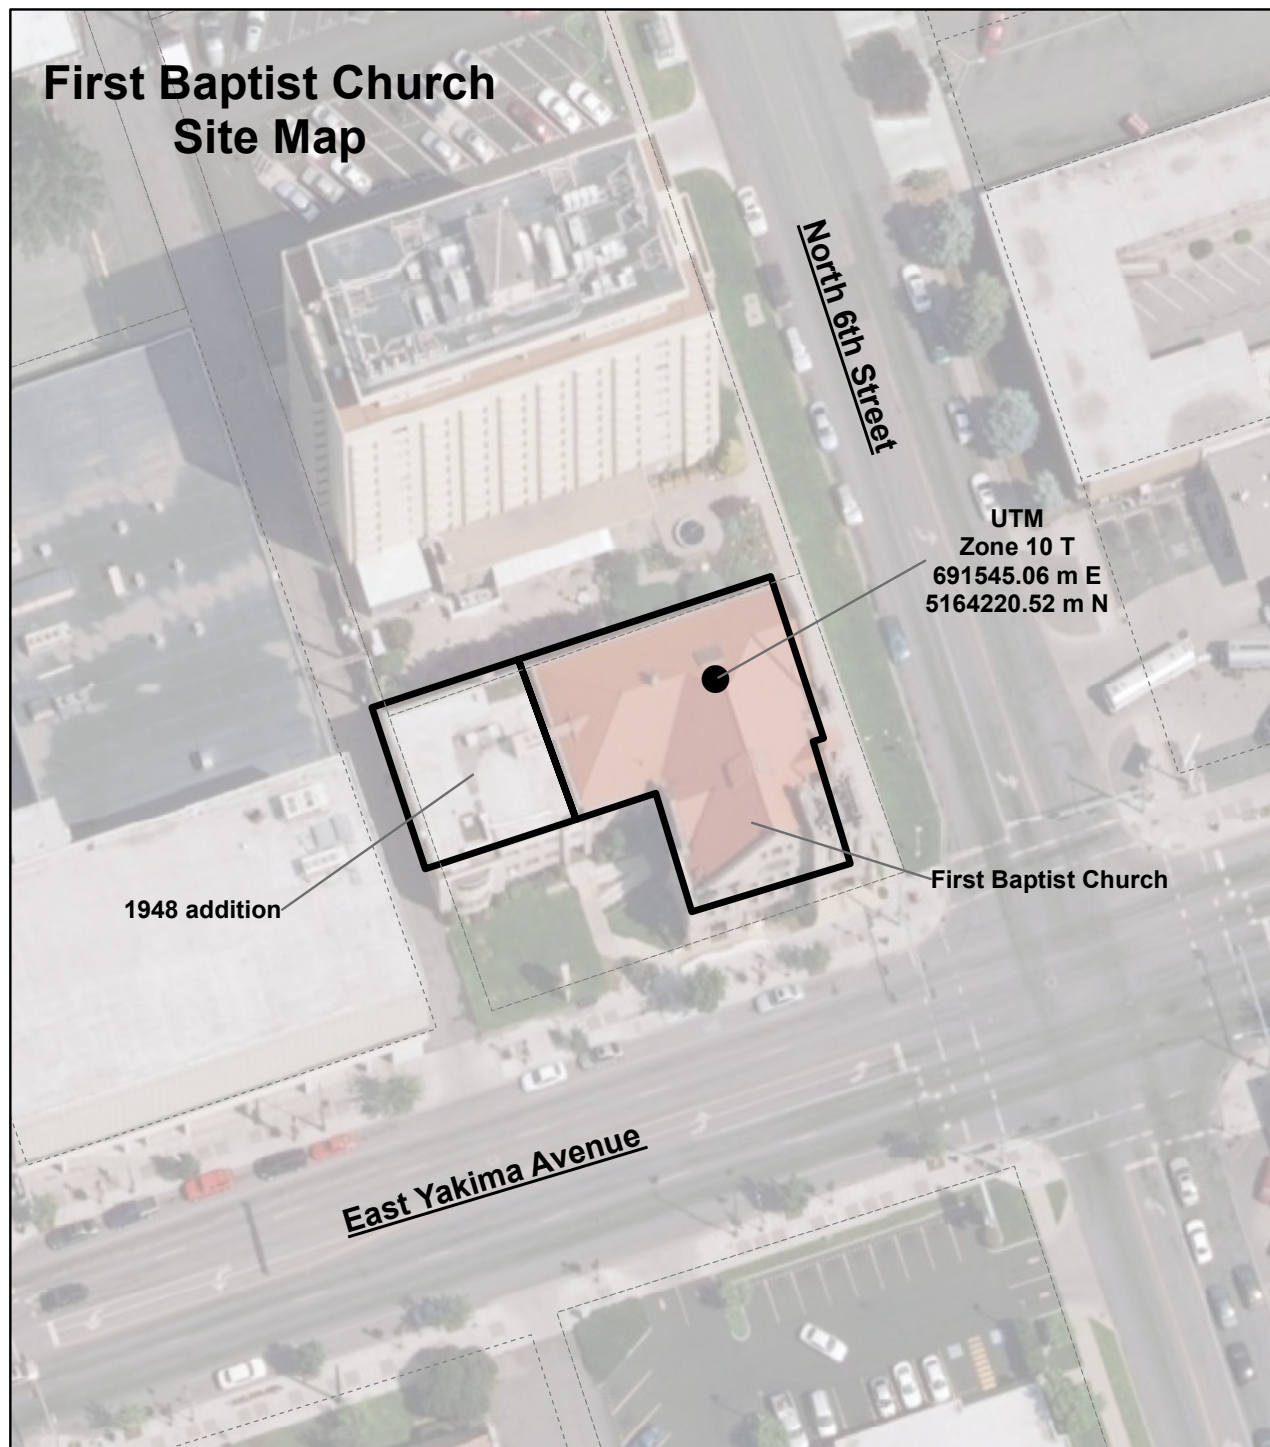 First Baptist Church
Site Map
North 6th Street
UTM
Zone 10 T
691545.06 m E
5164220.52 m N
First Baptist Church
1948 addition
East Yakima Avenue